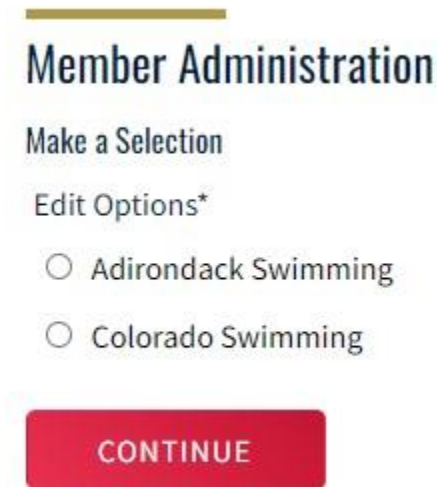 Member Administration
Make a Selection
Edit Options*
Adirondack Swimming
Colorado Swimming
CONTINUE